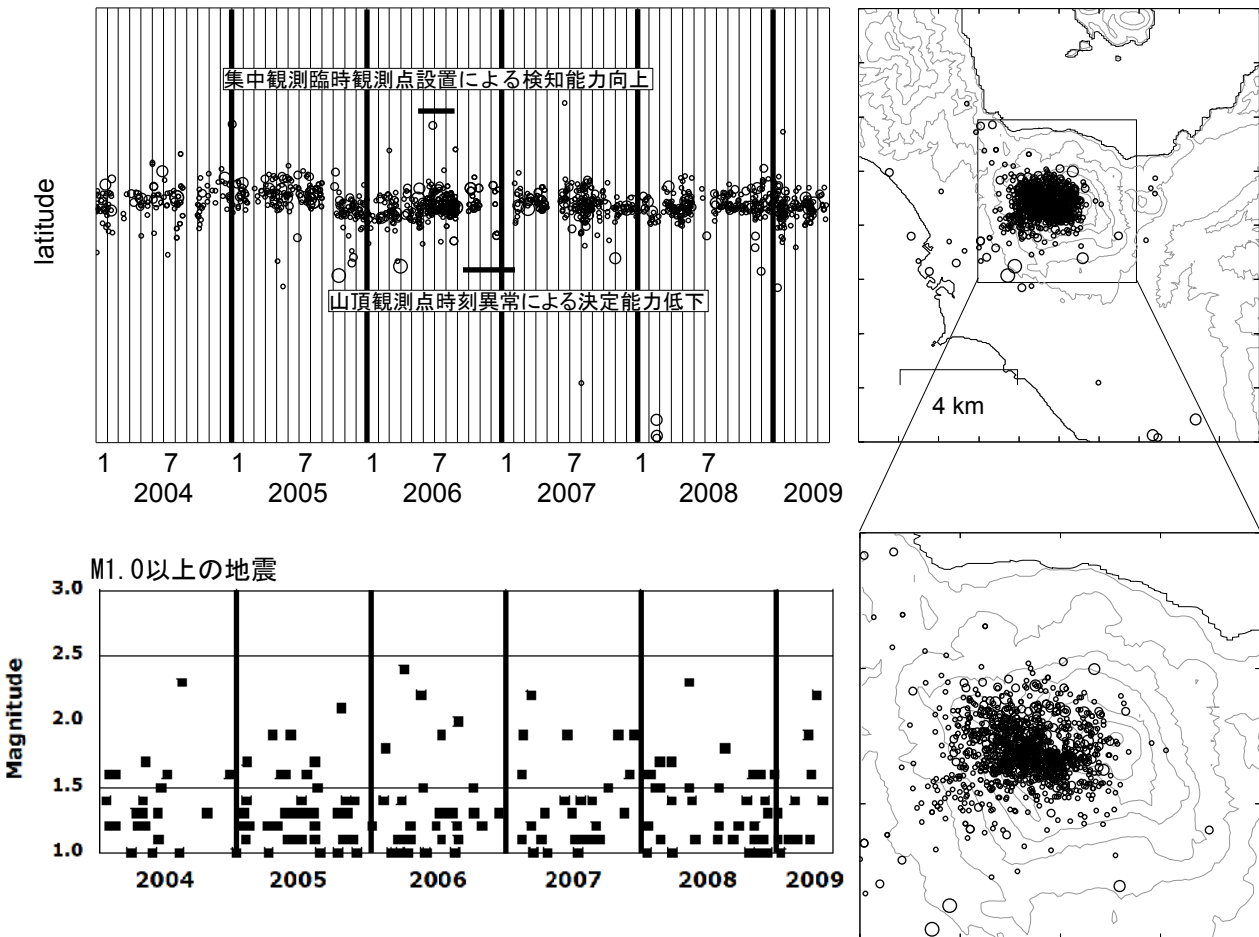 集中観測臨時観測点設置による検知能力向上
latitude
山頂観測点時刻異常による決定能力低下
1 7 1 7 1 7 1 7 1 7
2004 2005 2006 2007 2008 2009
4 km
M1.0以上の地震
Magnitude
3.0
2.5
2.0
1.5
1.0
2004 2005 2006 2007 2008 2009